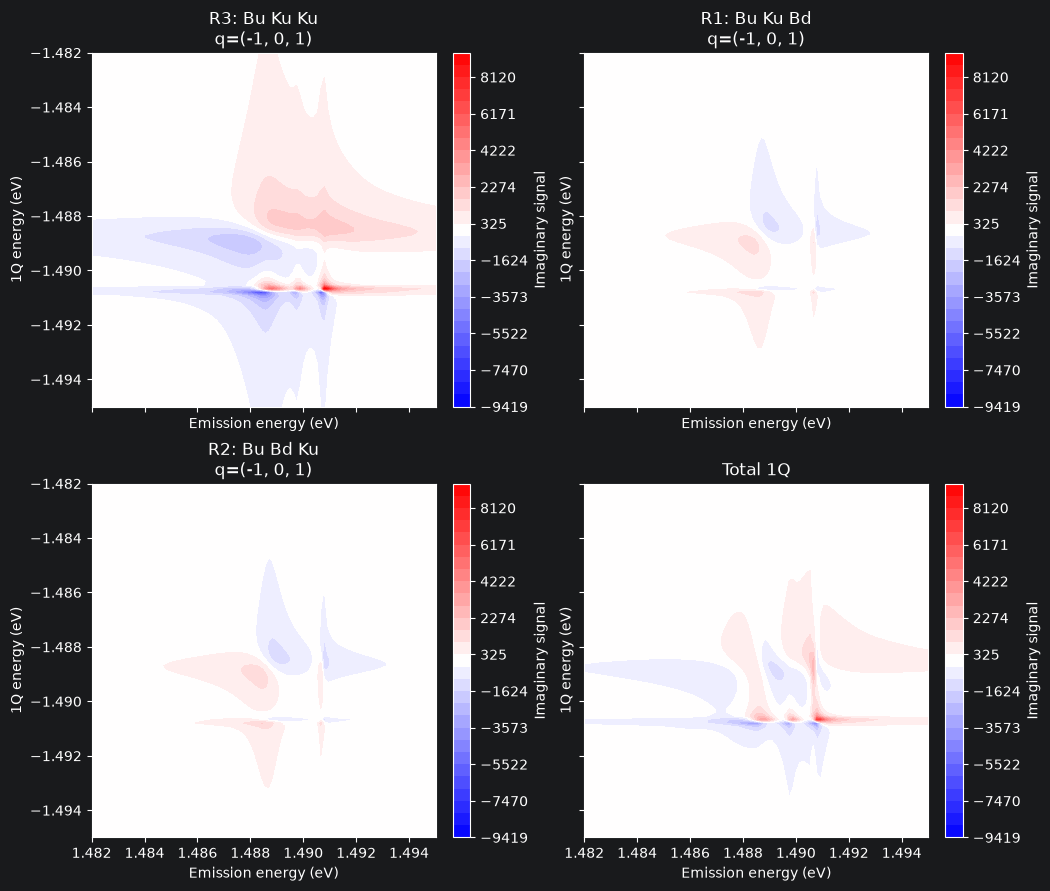 R3: Bu Ku Ku
q=(-1, 0, 1)
R1: Bu Ku Bd
q=(-1, 0, 1)
−1.482
−1.484
−1.486
−1.488
−1.490
−1.492
−1.494
1Q energy (eV)
Emission energy (eV)
8120
6171
4222
2274
325
−1624
−3573
−5522
−7470
−9419
Imaginary signal
1Q energy (eV)
Emission energy (eV)
8120
6171
4222
2274
325
−1624
−3573
−5522
−7470
−9419
Imaginary signal
R2: Bu Bd Ku
q=(-1, 0, 1)
Total 1Q
−1.482
−1.484
−1.486
−1.488
−1.490
−1.492
−1.494
1Q energy (eV)
1.482 1.484 1.486 1.488 1.490 1.492 1.494
Emission energy (eV)
8120
6171
4222
2274
325
−1624
−3573
−5522
−7470
−9419
Imaginary signal
1Q energy (eV)
1.482 1.484 1.486 1.488 1.490 1.492 1.494
Emission energy (eV)
8120
6171
4222
2274
325
−1624
−3573
−5522
−7470
−9419
Imaginary signal